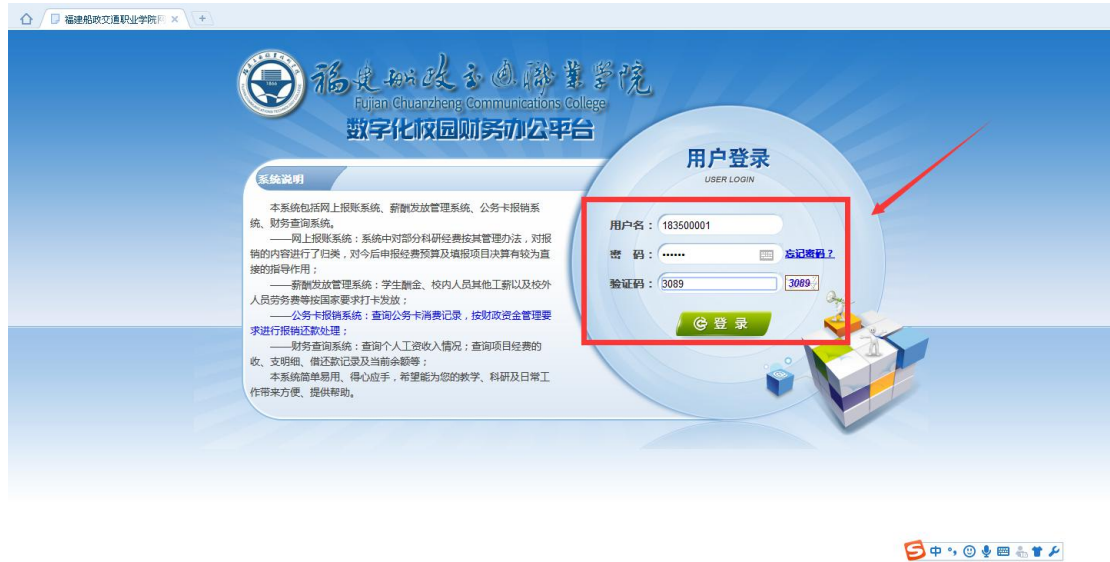 福建船政交通职业学院网
福建船政交通職業学院
Fujian Chuanzheng Communications College
数字化校园财务办公平台
系统说明
本系统包括网上报账系统、薪酬发放管理系统、公务卡报销系
统、财务查询系统。
——网上报账系统：系统中对部分科研经费按其管理办法，对报
销的内容进行了归类，对今后申报经费预算及填报项目决算有较为直
接的指导作用；
——薪酬发放管理系统：学生酬金、校内人员其他工薪以及校外
人员劳务费等按国家要求打卡发放；
——公务卡报销系统：查询公务卡消费记录，按财政资金管理要
求进行报销还款处理；
——财务查询系统：查询个人工资收入情况；查询项目经费的
收、支明细、借还款记录及当前余额等；
本系统简单易用、得心应手，希望能为您的教学、科研及日常工
作带来方便、提供帮助。
用户登录
USER LOGIN
用户名： 183500001
密 码： •••••• 忘记密码？
验证码： 3089 3089
登 录
中